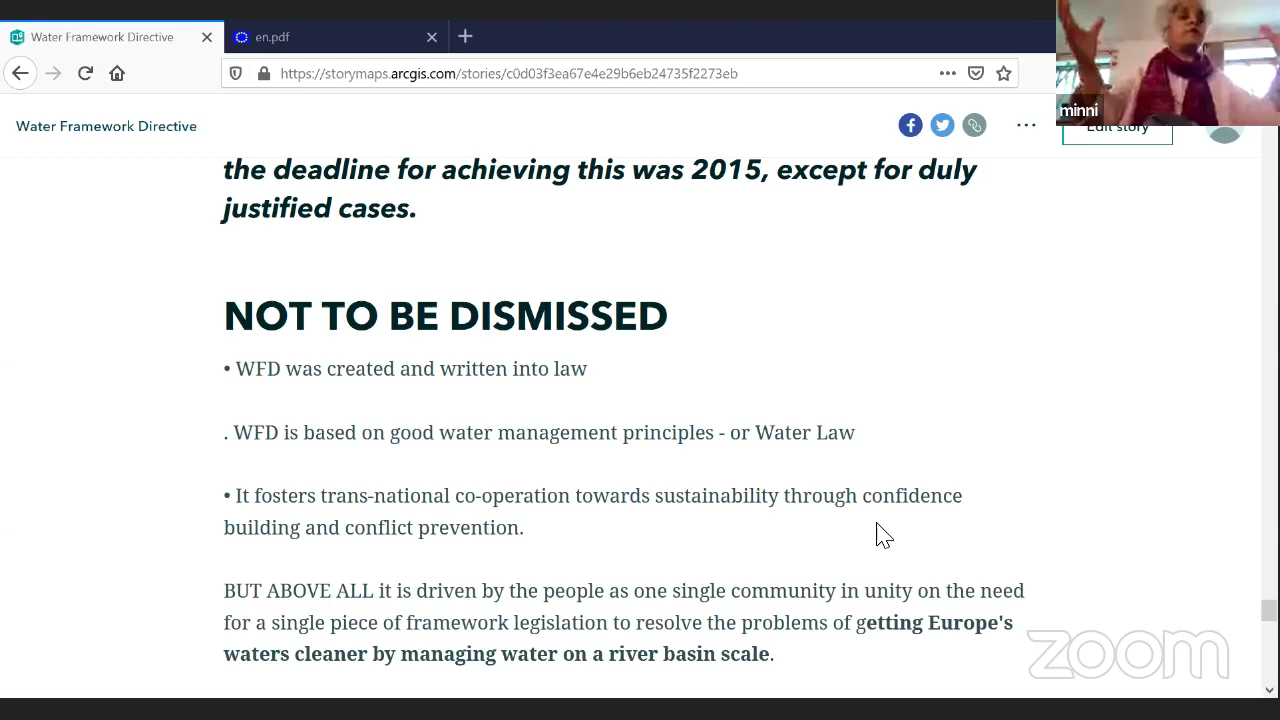 Water Framework Directive
en.pdf
https://storymaps.arcgis.com/stories/c0d03f3ea67e4e29b6eb24735f2273eb
minni
Water Framework Directive
Edit story
the deadline for achieving this was 2015, except for duly
justified cases.
NOT TO BE DISMISSED
• WFD was created and written into law
. WFD is based on good water management principles - or Water Law
• It fosters trans-national co-operation towards sustainability through confidence
building and conflict prevention.
BUT ABOVE ALL it is driven by the people as one single community in unity on the need
for a single piece of framework legislation to resolve the problems of getting Europe's
waters cleaner by managing water on a river basin scale.
zoom